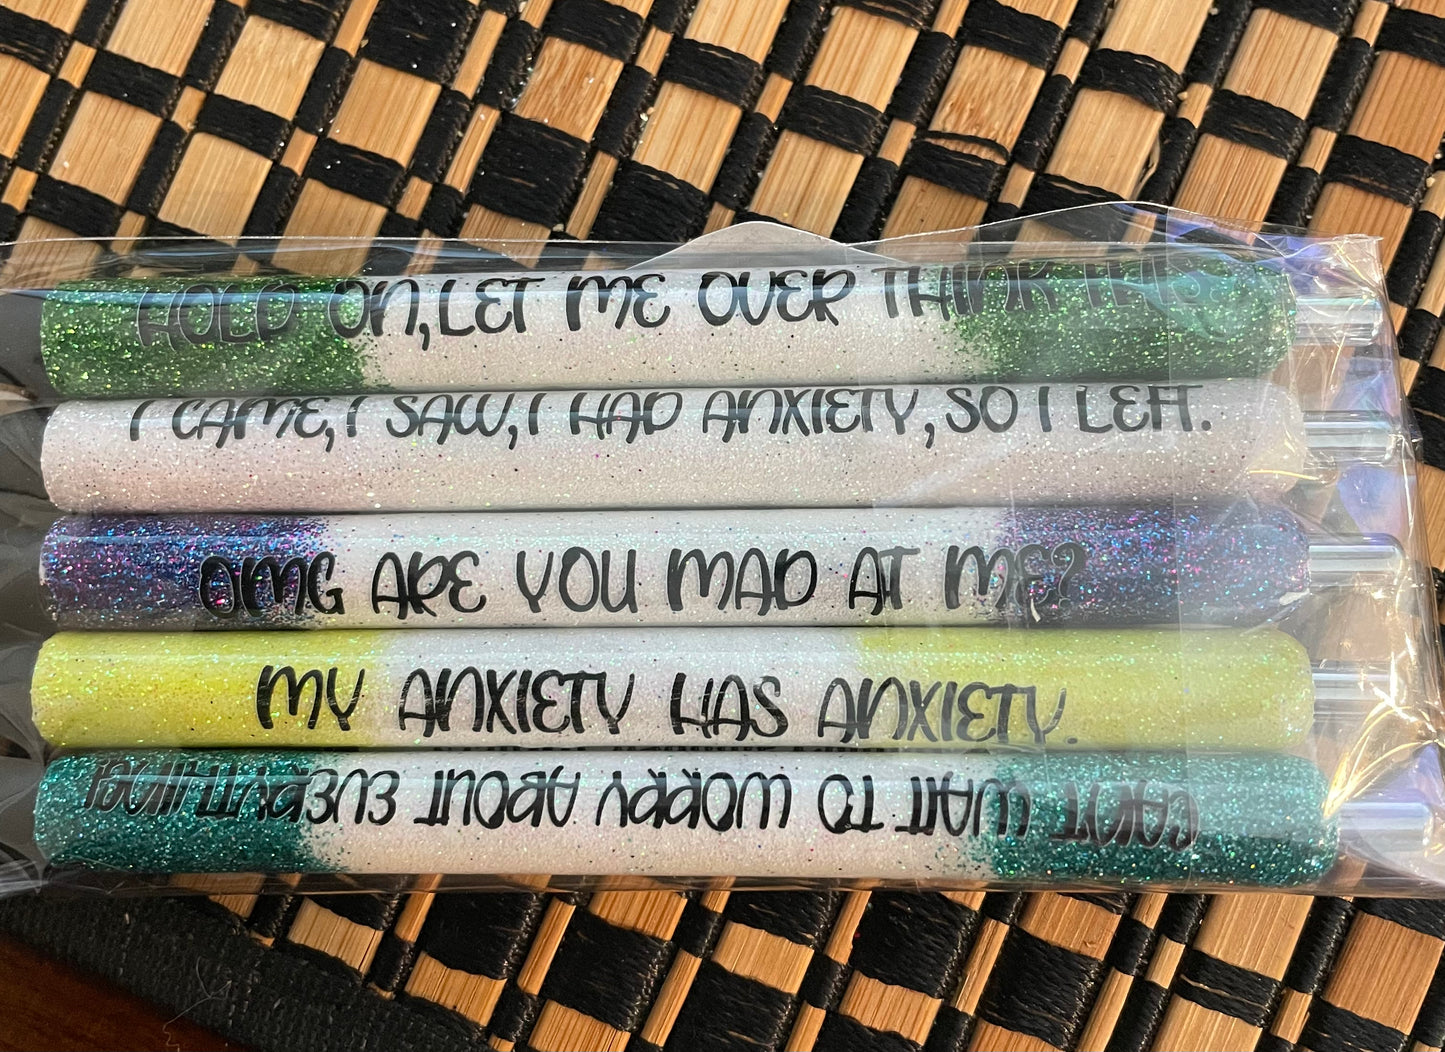 HOLD ON, LET ME OVER THINK THIS.
I CAME, I SAW, I HAD ANXIETY, SO I LEFT.
OMG ARE YOU MAD AT ME?
MY ANXIETY HAS ANXIETY.
CAN'T WAIT TO WORRY ABOUT EVERYTHING